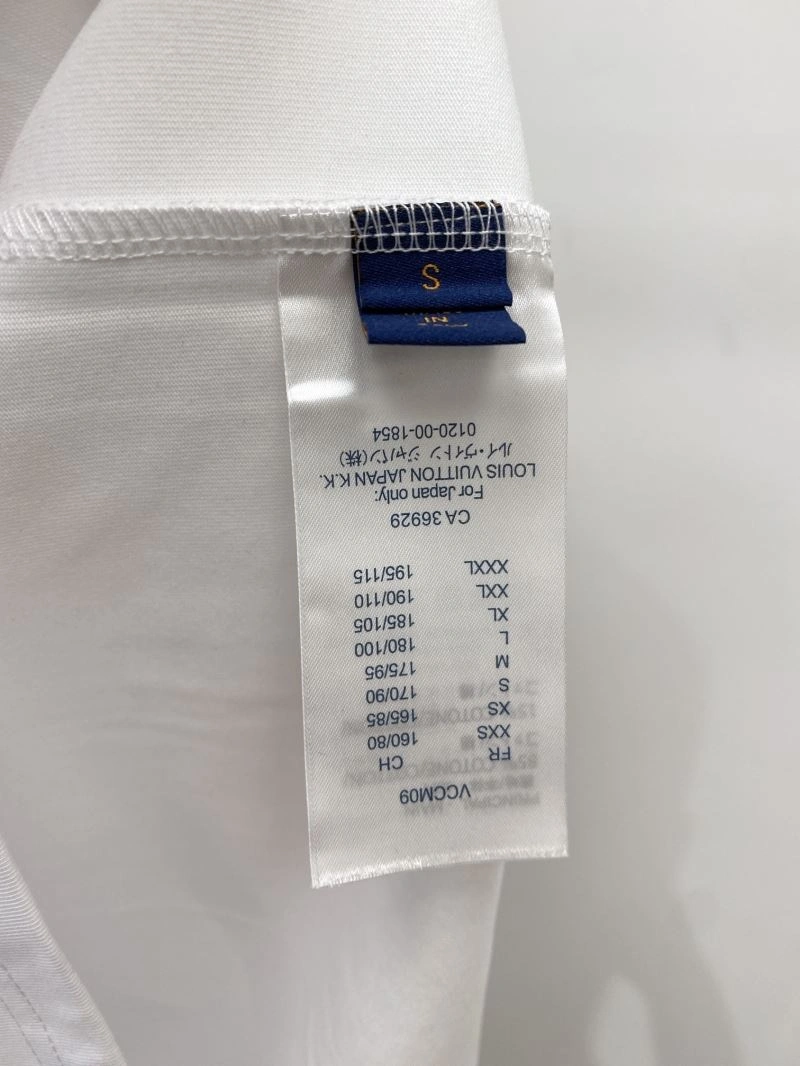 S
IN
VCCM09
FR CH
XXS 160/80
XS 165/85
S 170/90
M 175/95
L 180/100
XL 185/105
XXL 190/110
XXXL 195/115
CA 36929
For Japan only:
LOUIS VUITTON JAPAN K.K.
ルイ・ヴィトン ジャパン(株)
0120-00-1854